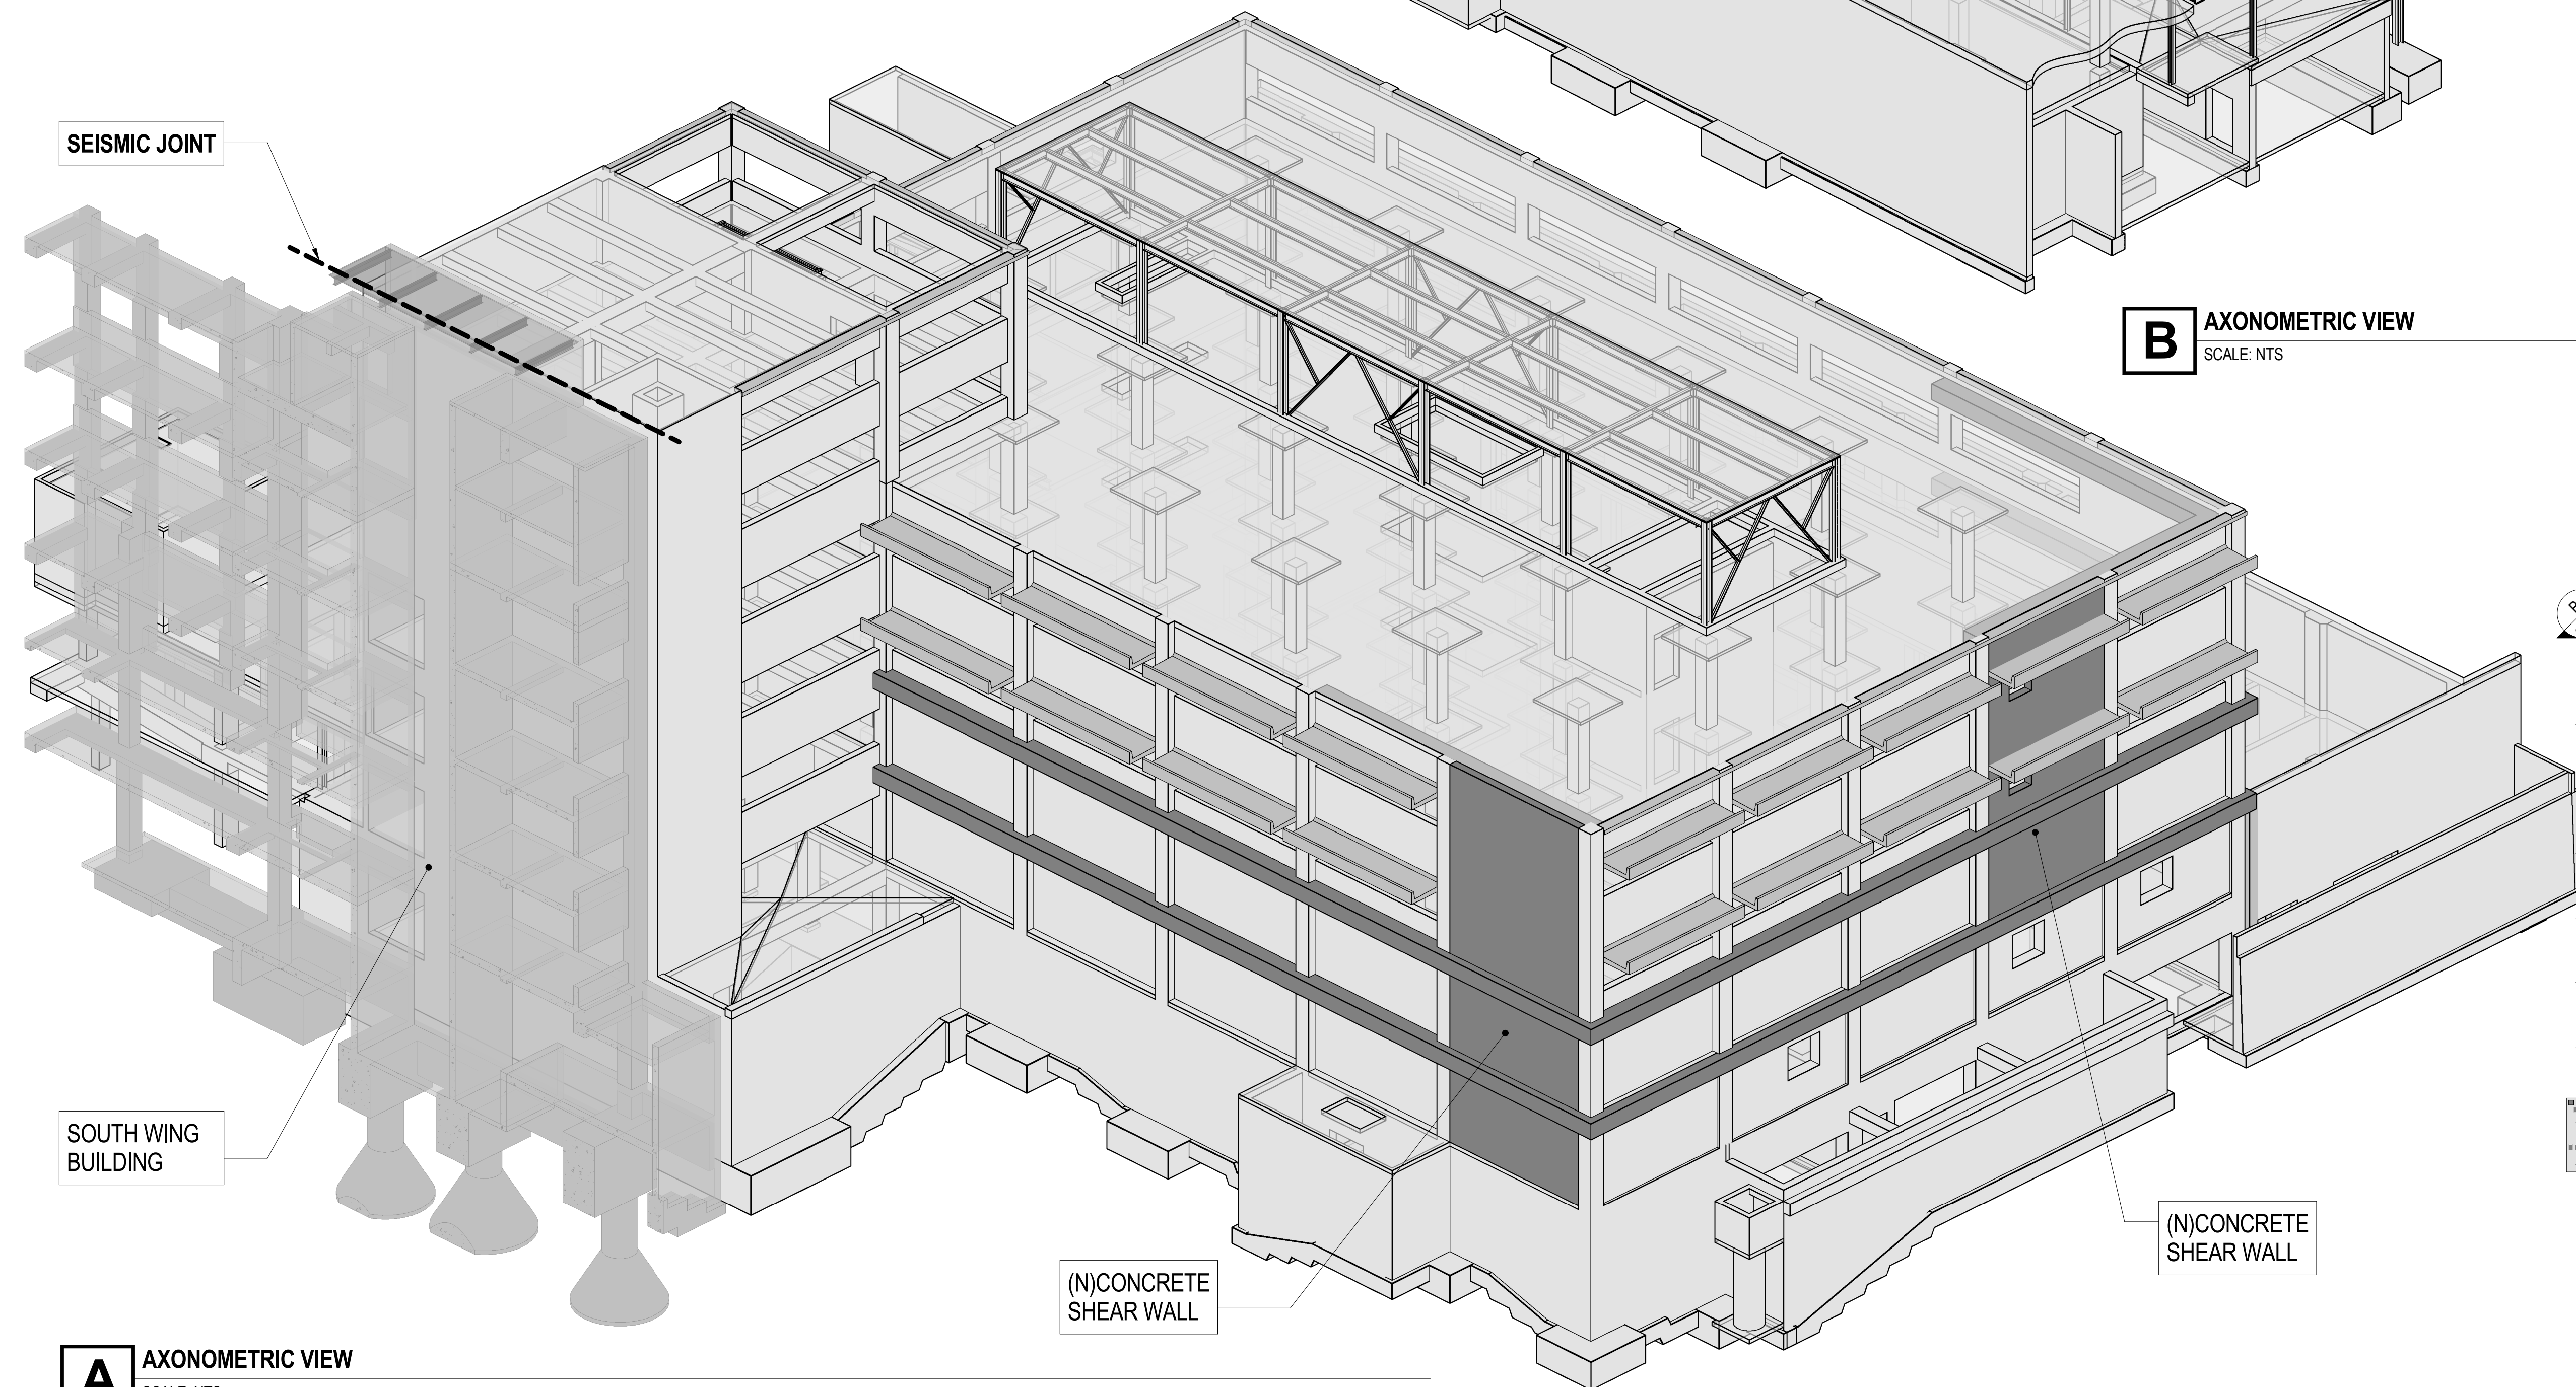 SEISMIC JOINT
B
AXONOMETRIC VIEW
SCALE: NTS
SOUTH WING
BUILDING
(N)CONCRETE
SHEAR WALL
(N)CONCRETE
SHEAR WALL
A
AXONOMETRIC VIEW